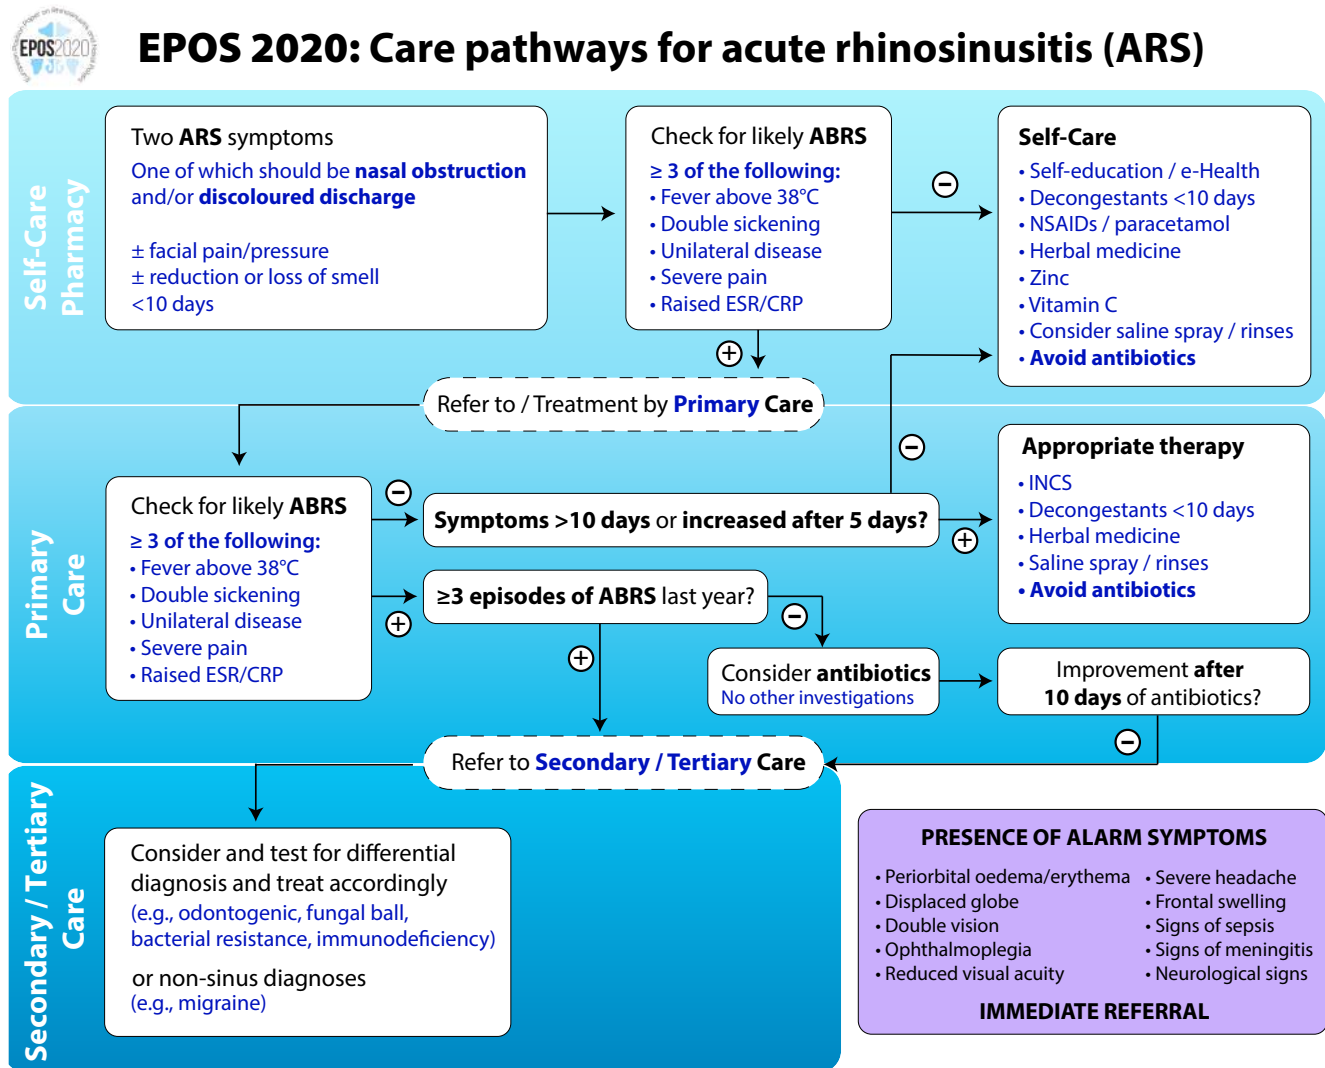 EPOS2020
EPOS 2020: Care pathways for acute rhinosinusitis (ARS)
Self-Care
Pharmacy
Two ARS symptoms
One of which should be nasal obstruction
and/or discoloured discharge
± facial pain/pressure
± reduction or loss of smell
<10 days
Check for likely ABRS
≥ 3 of the following:
• Fever above 38°C
• Double sickening
• Unilateral disease
• Severe pain
• Raised ESR/CRP
−
+
Self-Care
• Self-education / e-Health
• Decongestants <10 days
• NSAIDs / paracetamol
• Herbal medicine
• Zinc
• Vitamin C
• Consider saline spray / rinses
• Avoid antibiotics
Refer to / Treatment by Primary Care
Primary
Care
Check for likely ABRS
≥ 3 of the following:
• Fever above 38°C
• Double sickening
• Unilateral disease
• Severe pain
• Raised ESR/CRP
−
+
Symptoms >10 days or increased after 5 days?
−
+
Appropriate therapy
• INCS
• Decongestants <10 days
• Herbal medicine
• Saline spray / rinses
• Avoid antibiotics
≥3 episodes of ABRS last year?
−
+
Consider antibiotics
No other investigations
Improvement after
10 days of antibiotics?
−
Refer to Secondary / Tertiary Care
Secondary / Tertiary
Care
Consider and test for differential
diagnosis and treat accordingly
(e.g., odontogenic, fungal ball,
bacterial resistance, immunodeficiency)
or non-sinus diagnoses
(e.g., migraine)
PRESENCE OF ALARM SYMPTOMS
• Periorbital oedema/erythema
• Displaced globe
• Double vision
• Ophthalmoplegia
• Reduced visual acuity
• Severe headache
• Frontal swelling
• Signs of sepsis
• Signs of meningitis
• Neurological signs
IMMEDIATE REFERRAL